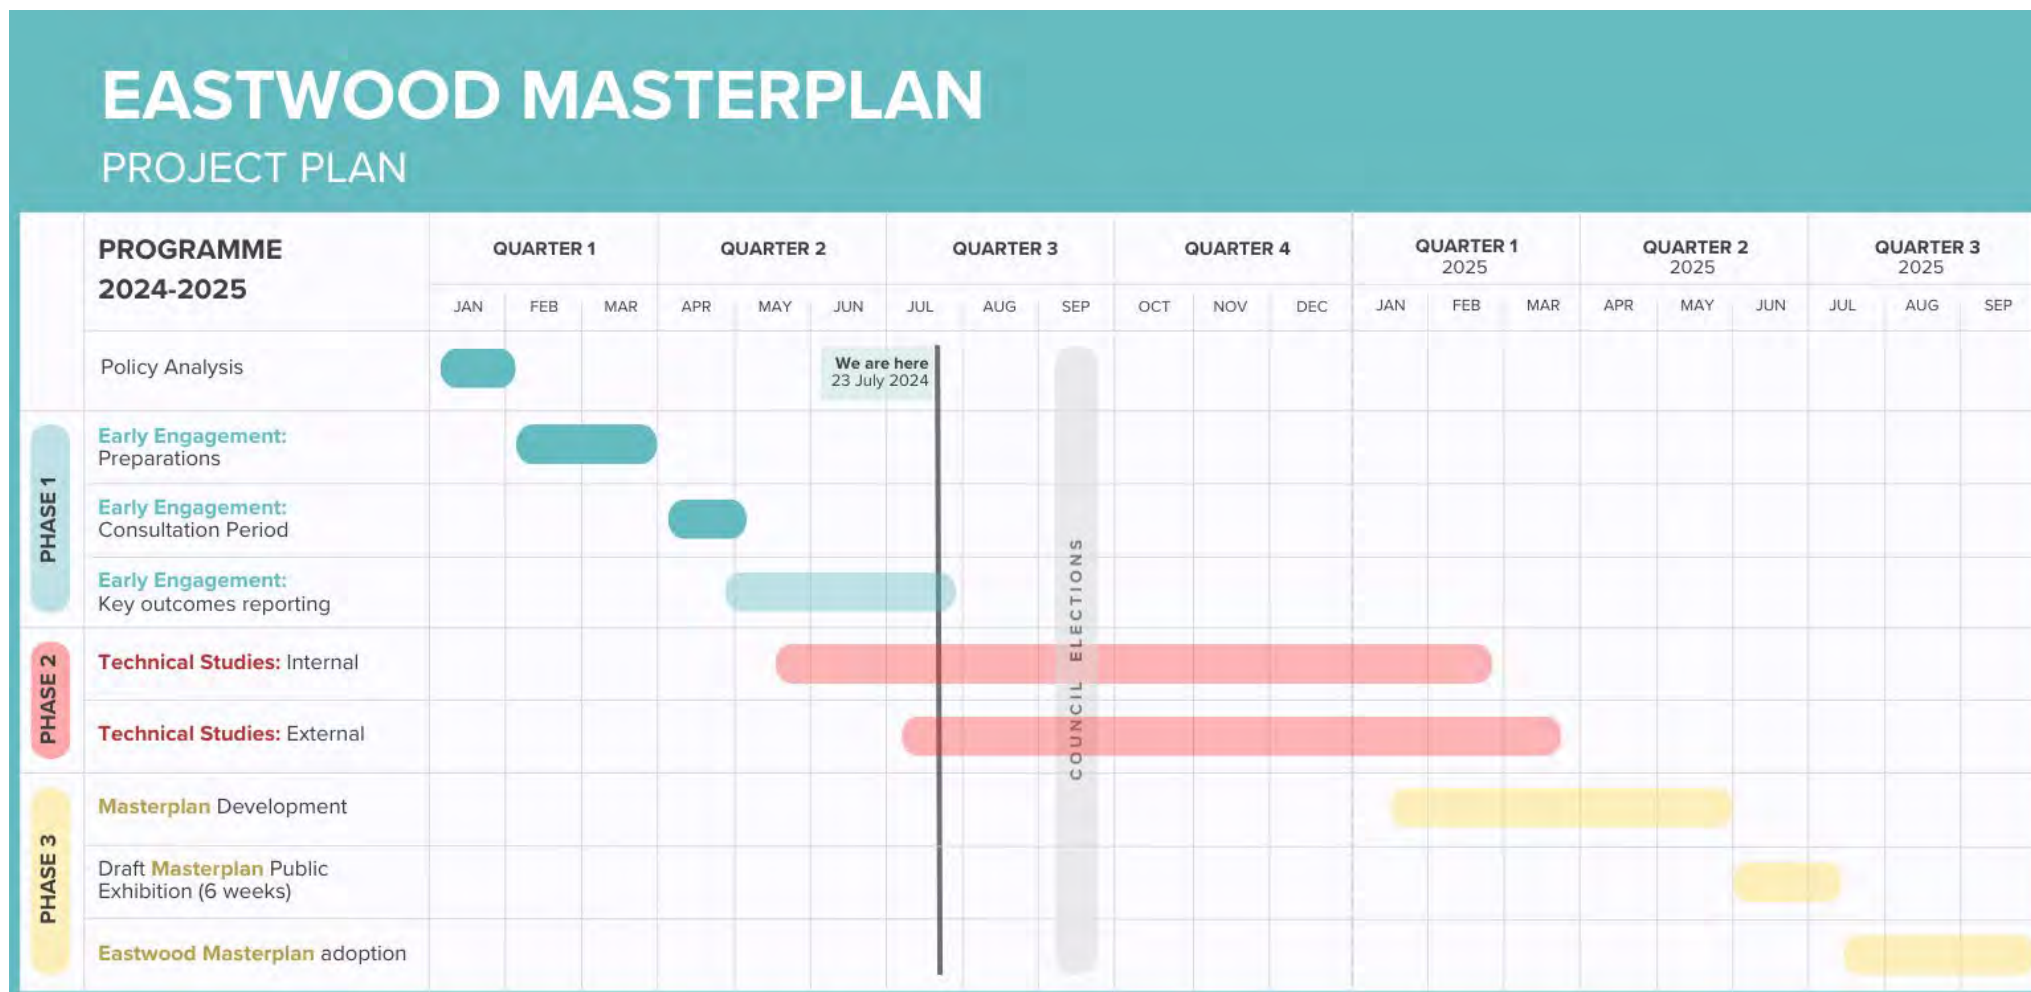 EASTWOOD MASTERPLAN
PROJECT PLAN
PROGRAMME
2024-2025
QUARTER 1
QUARTER 2
QUARTER 3
QUARTER 4
QUARTER 1
2025
QUARTER 2
2025
QUARTER 3
2025
JAN
FEB
MAR
APR
MAY
JUN
JUL
AUG
SEP
OCT
NOV
DEC
JAN
FEB
MAR
APR
MAY
JUN
JUL
AUG
SEP
Policy Analysis
We are here
23 July 2024
PHASE 1
Early Engagement:
Preparations
Early Engagement:
Consultation Period
Early Engagement:
Key outcomes reporting
COUNCIL ELECTIONS
PHASE 2
Technical Studies: Internal
Technical Studies: External
PHASE 3
Masterplan Development
Draft Masterplan Public
Exhibition (6 weeks)
Eastwood Masterplan adoption